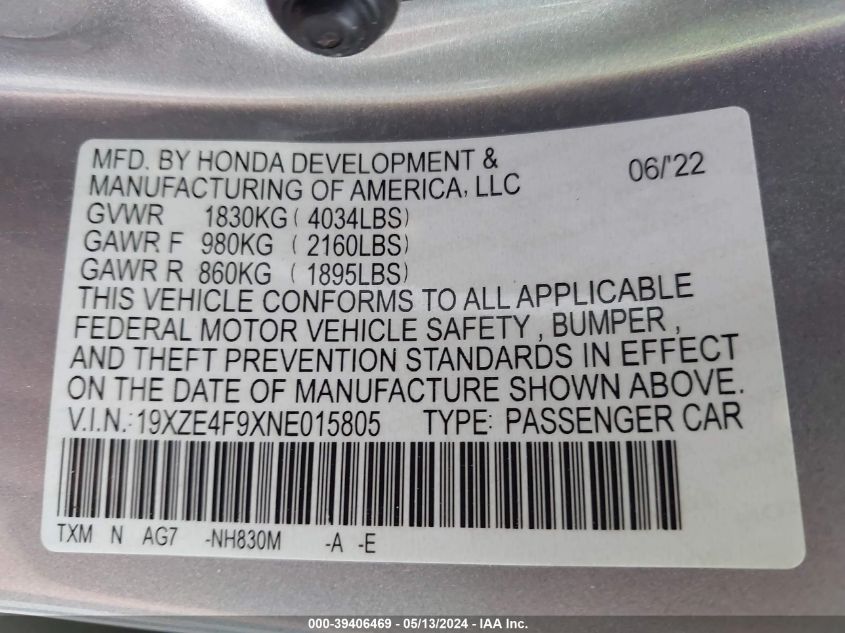 MFD. BY HONDA DEVELOPMENT & 06/'22
MANUFACTURING OF AMERICA, LLC
GVWR 1830KG ( 4034LBS)
GAWR F 980KG ( 2160LBS)
GAWR R 860KG ( 1895LBS)
THIS VEHICLE CONFORMS TO ALL APPLICABLE
FEDERAL MOTOR VEHICLE SAFETY , BUMPER ,
AND THEFT PREVENTION STANDARDS IN EFFECT
ON THE DATE OF MANUFACTURE SHOWN ABOVE.
V.I.N.: 19XZE4F9XNE015805 TYPE: PASSENGER CAR
TXM N AG7 -NH830M -A -E
000-39406469 - 05/13/2024 - IAA Inc.